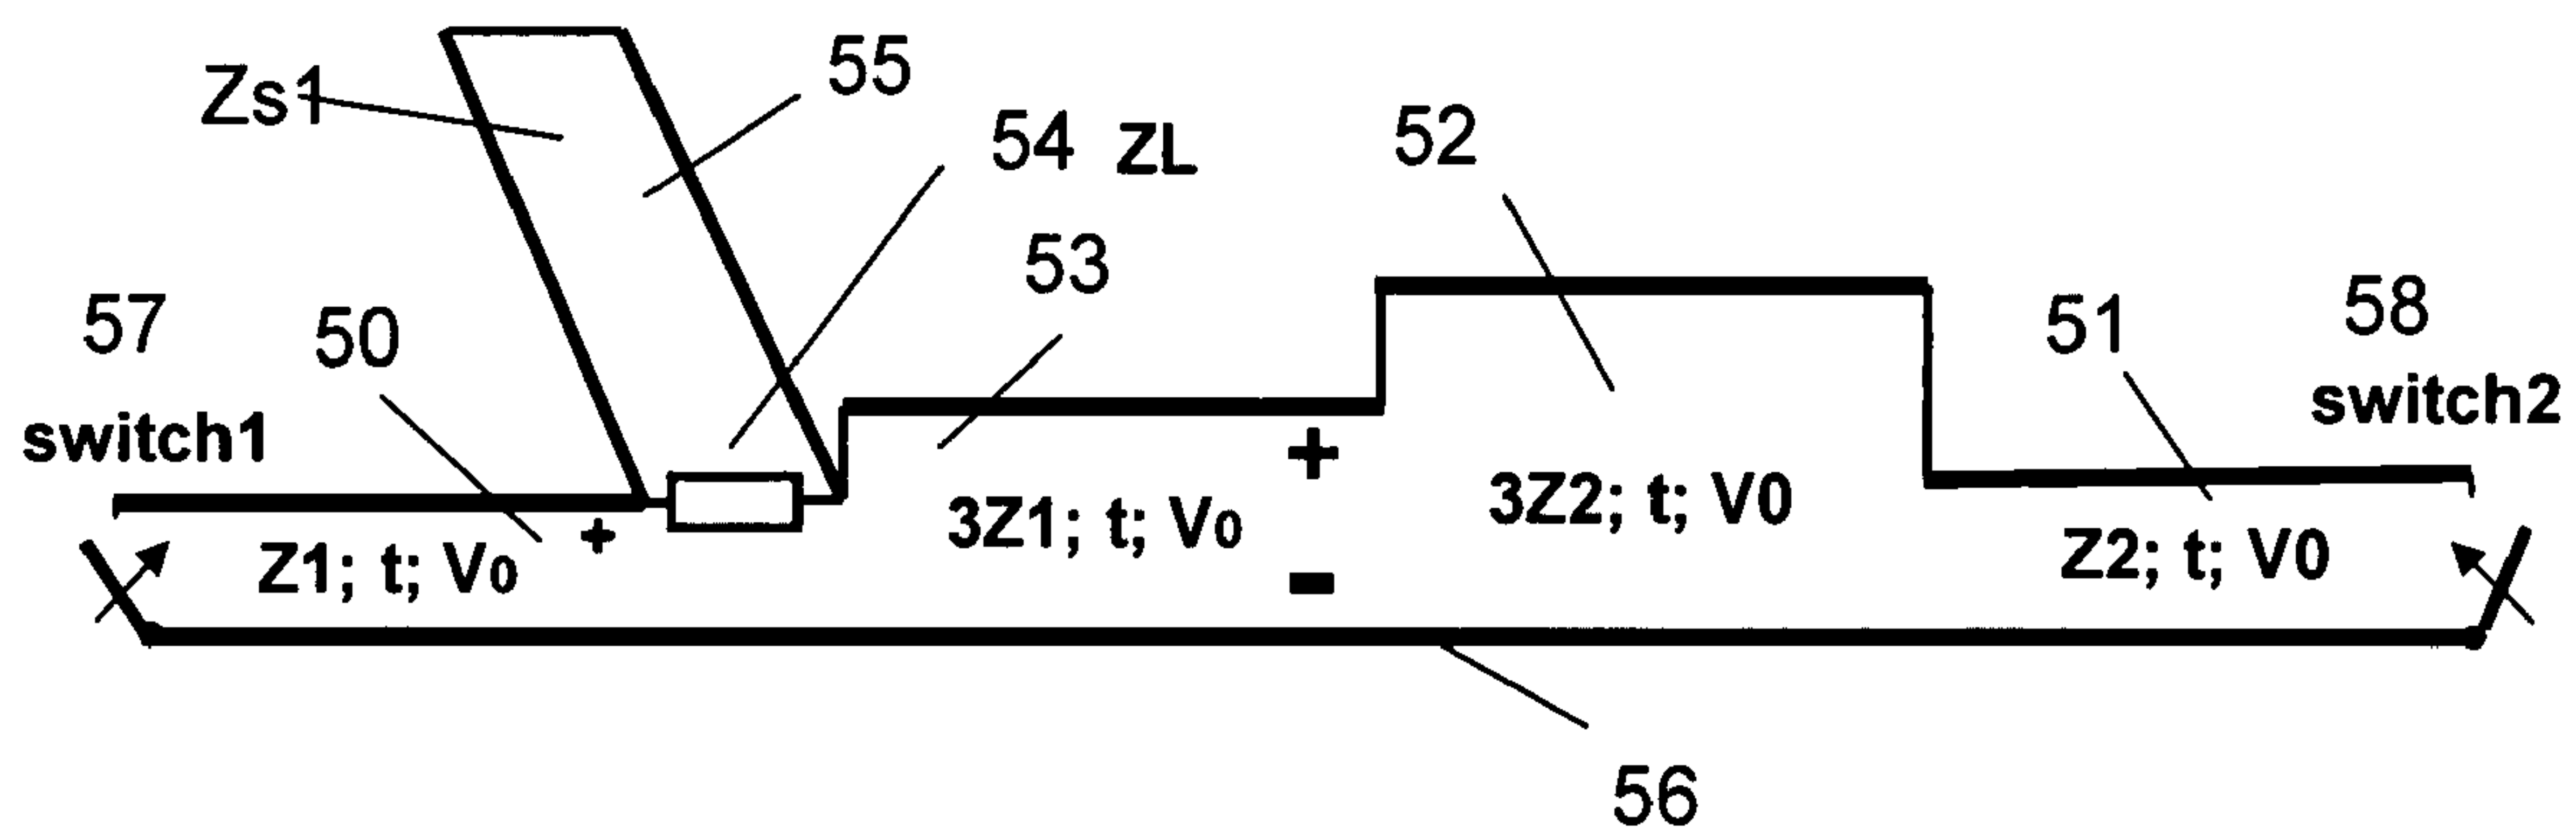 55
Zs1
54 ZL
52
53
57
50
51
58
switch1
switch2
+
+
3Z1; t; V0
3Z2; t; V0
Z1; t; V0
Z2; t; V0
-
56